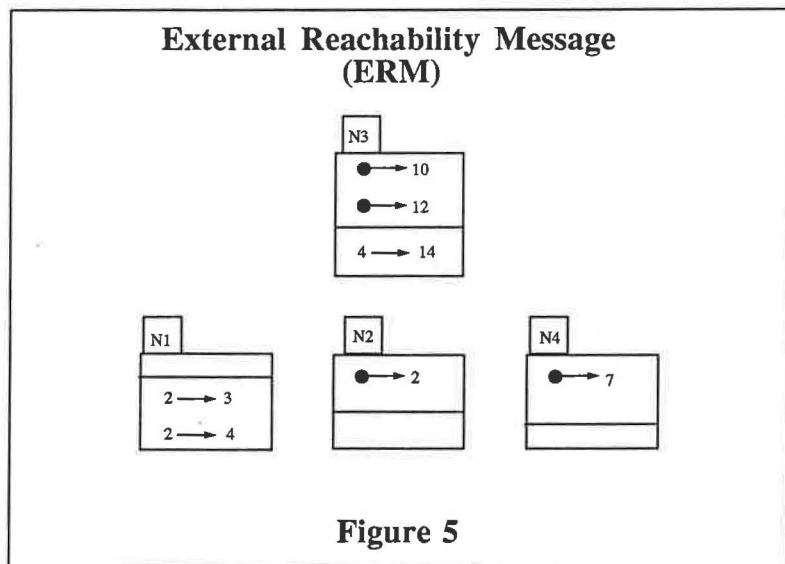 External Reachability Message
(ERM)
N3
10
12
4 → 14
N1
2 → 3
2 → 4
N2
2
N4
7
Figure 5